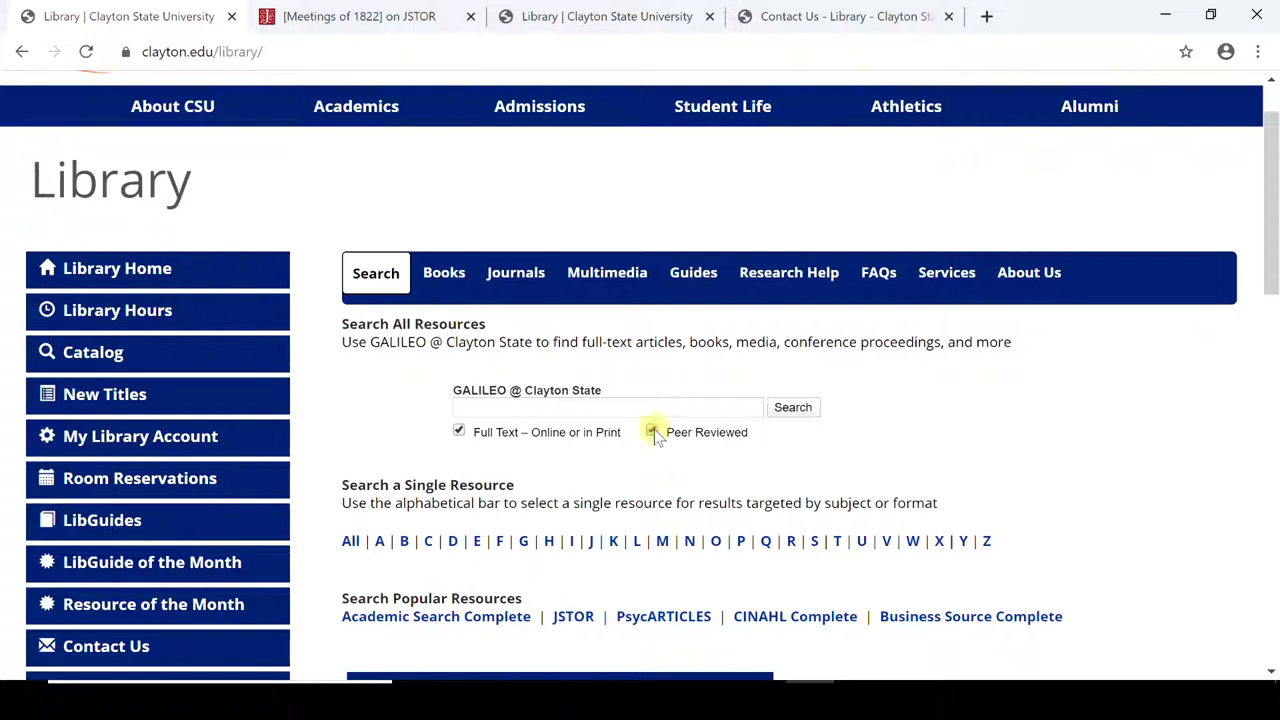 Library | Clayton State University
[Meetings of 1822] on JSTOR
Library | Clayton State University
Contact Us - Library - Clayton Sta
clayton.edu/library/
About CSU
Academics
Admissions
Student Life
Athletics
Alumni
Library
Library Home
Library Hours
Catalog
New Titles
My Library Account
Room Reservations
LibGuides
LibGuide of the Month
Resource of the Month
Contact Us
Search
Books
Journals
Multimedia
Guides
Research Help
FAQs
Services
About Us
Search All Resources
Use GALILEO @ Clayton State to find full-text articles, books, media, conference proceedings, and more
GALILEO @ Clayton State
Search
Full Text – Online or in Print
Peer Reviewed
Search a Single Resource
Use the alphabetical bar to select a single resource for results targeted by subject or format
All | A | B | C | D | E | F | G | H | I | J | K | L | M | N | O | P | Q | R | S | T | U | V | W | X | Y | Z
Search Popular Resources
Academic Search Complete | JSTOR | PsycARTICLES | CINAHL Complete | Business Source Complete